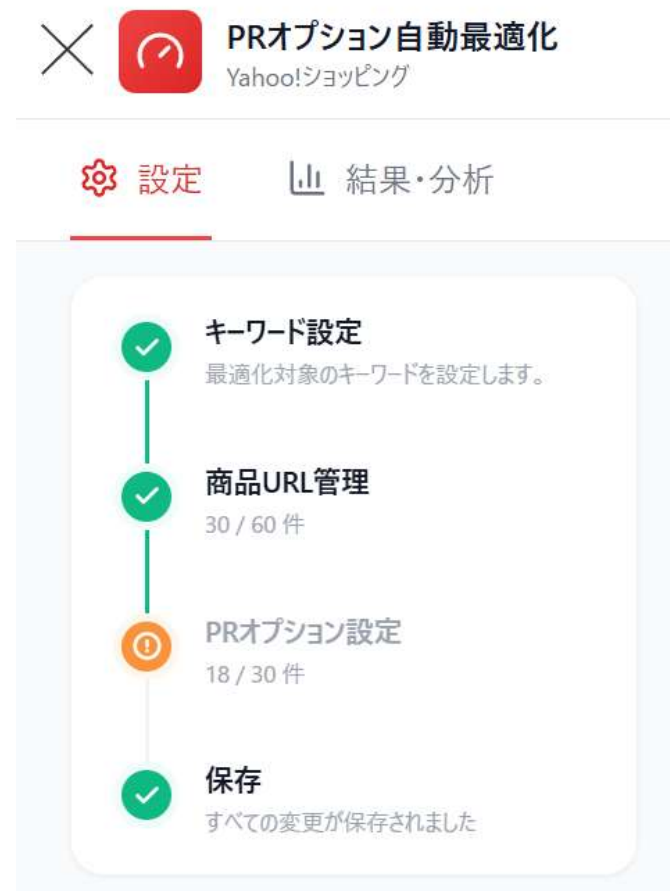 PRオプション自動最適化
Yahoo!ショッピング
設定
結果・分析
キーワード設定
最適化対象のキーワードを設定します。
商品URL管理
30 / 60 件
PRオプション設定
18 / 30 件
保存
すべての変更が保存されました